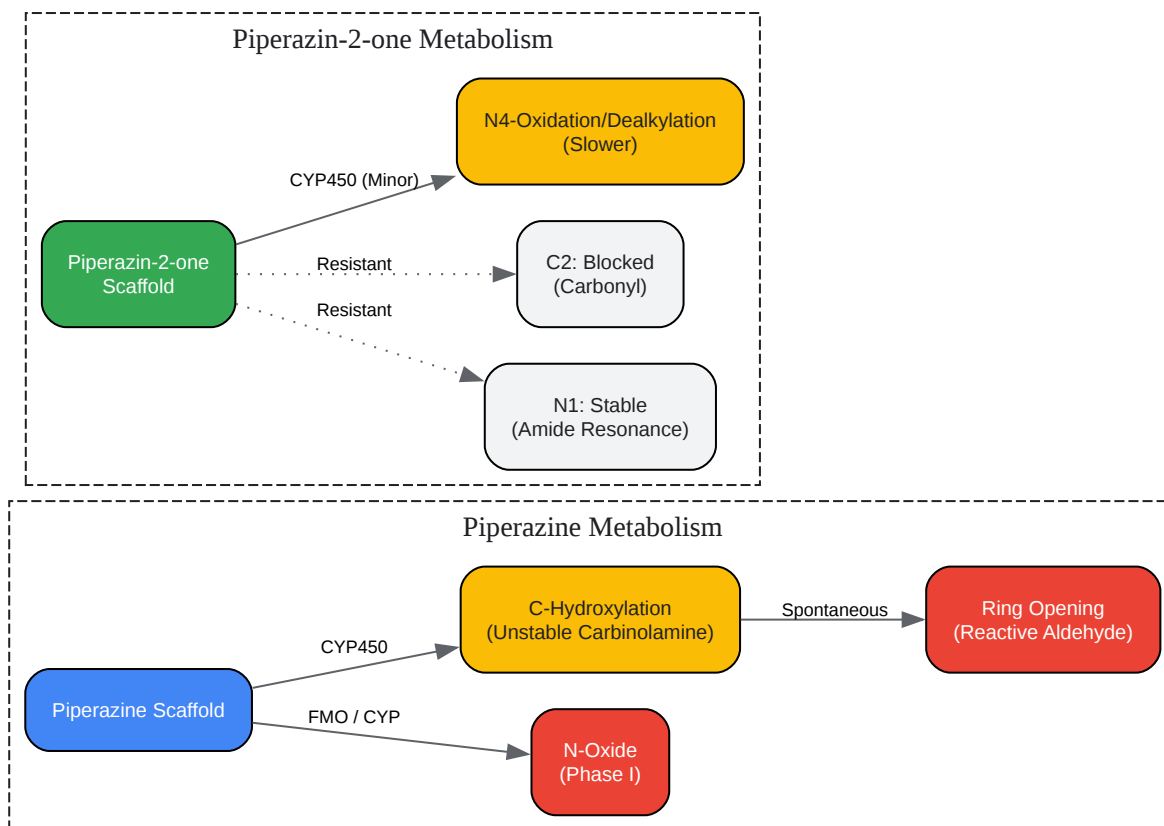 Piperazin-2-one Metabolism
N4-Oxidation/Dealkylation
(Slower)
CYP450 (Minor)
Piperazin-2-one
Scaffold
Resistant
C2: Blocked
(Carbonyl)
Resistant
N1: Stable
(Amide Resonance)
Piperazine Metabolism
C-Hydroxylation
(Unstable Carbinolamine)
Spontaneous
Ring Opening
(Reactive Aldehyde)
CYP450
Piperazine Scaffold
FMO / CYP
N-Oxide
(Phase I)